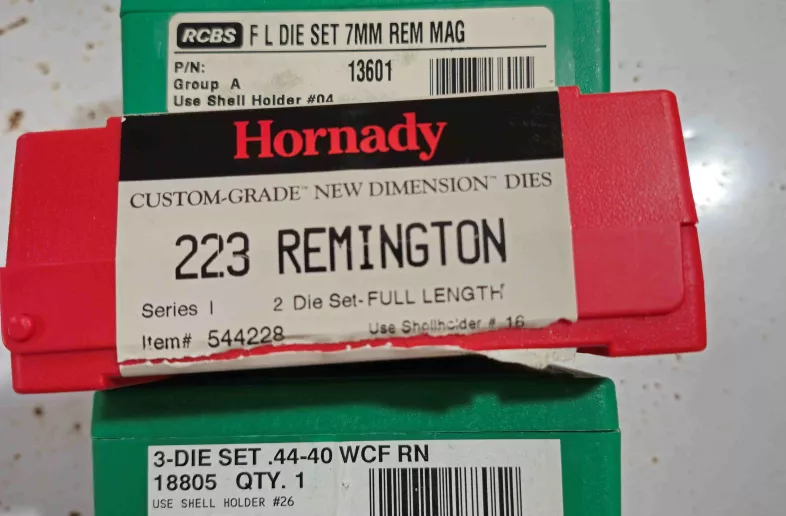 RCBS F L DIE SET 7MM REM MAG
P/N: 13601
Group A
Use Shell Holder #04
Hornady
CUSTOM-GRADE™ NEW DIMENSION™ DIES
223 REMINGTON
Series I 2 Die Set-FULL LENGTH
Item# 544228 Use Shellholder # 16
3-DIE SET .44-40 WCF RN
18805 QTY. 1
USE SHELL HOLDER #26